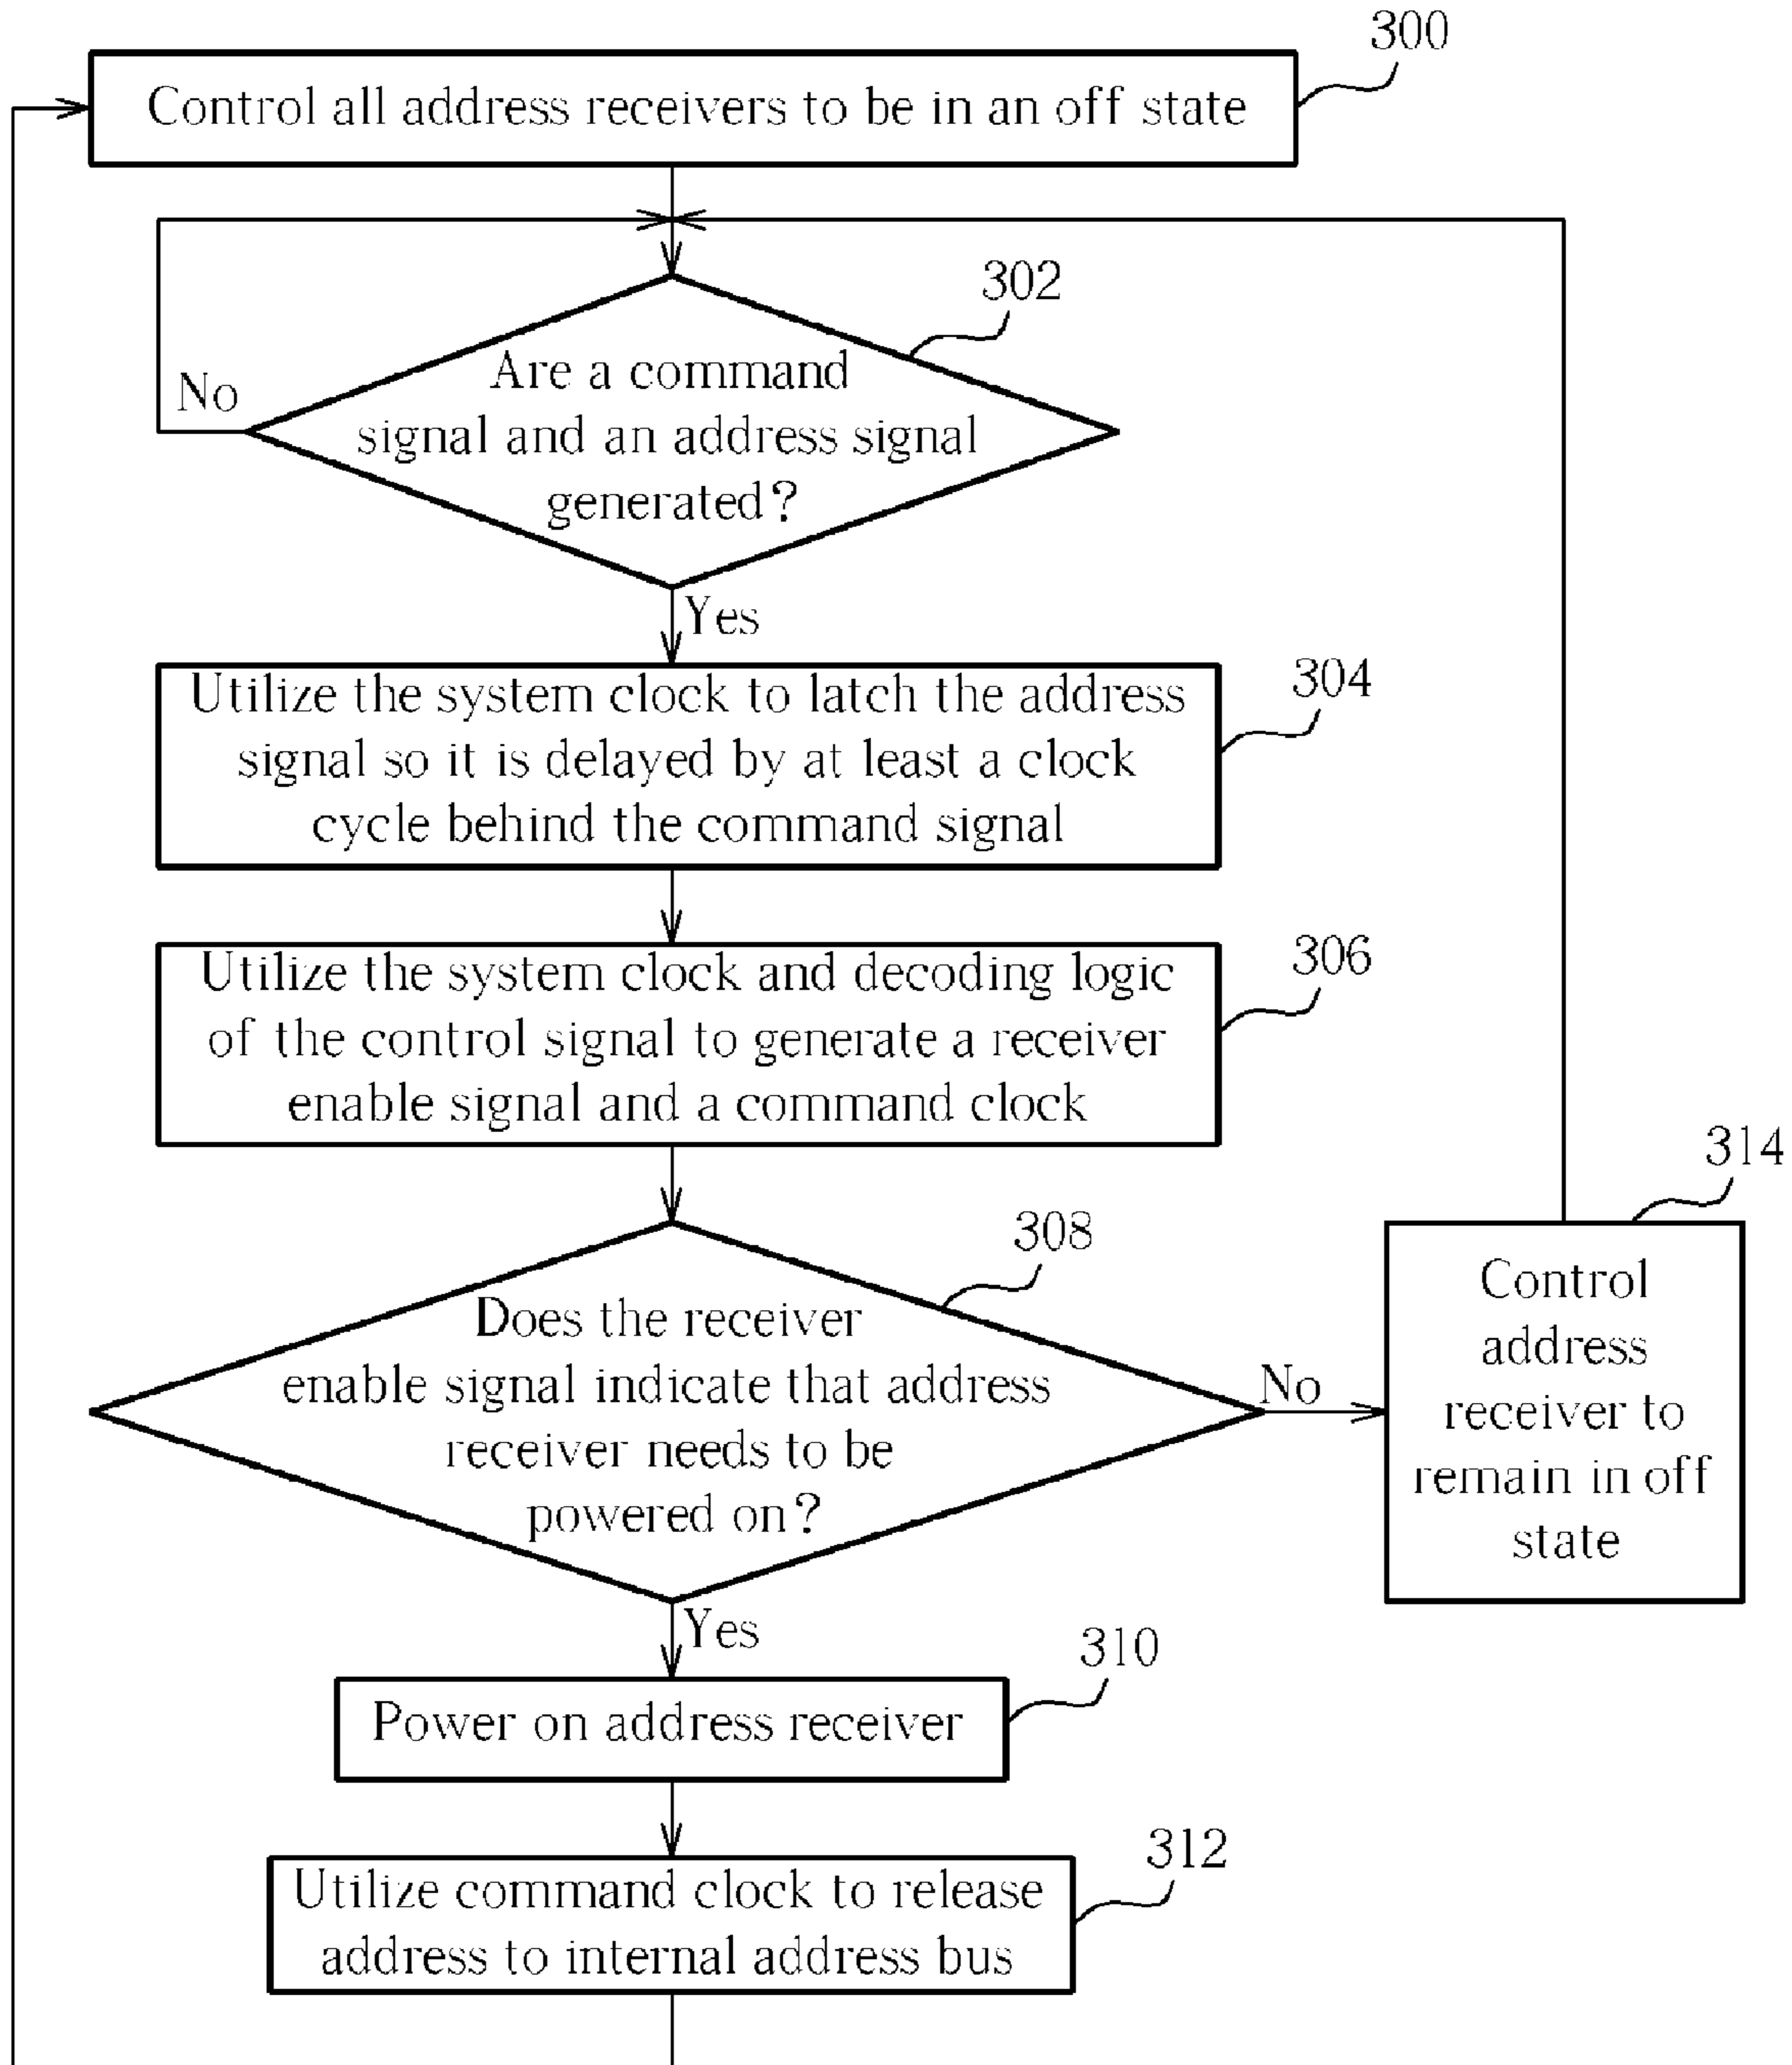 300
Control all address receivers to be in an off state
302
Are a command
signal and an address signal
generated?
No
Yes
304
Utilize the system clock to latch the address
signal so it is delayed by at least a clock
cycle behind the command signal
306
Utilize the system clock and decoding logic
of the control signal to generate a receiver
enable signal and a command clock
308
Does the receiver
enable signal indicate that address
receiver needs to be
powered on?
No
314
Control
address
receiver to
remain in off
state
Yes
310
Power on address receiver
312
Utilize command clock to release
address to internal address bus